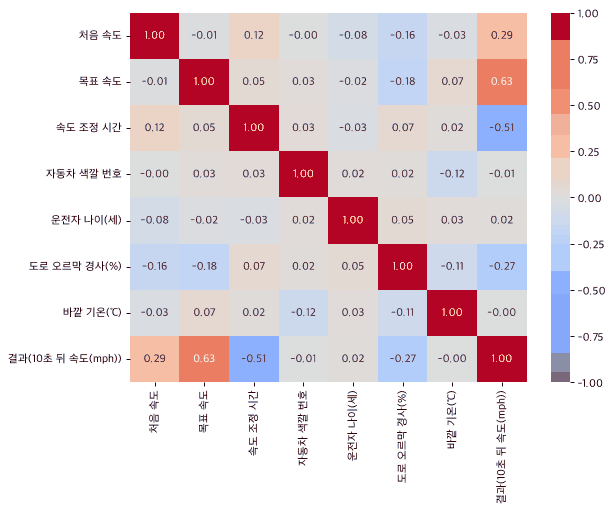 처음 속도 1.00 -0.01 0.12 -0.00 -0.08 -0.16 -0.03 0.29
목표 속도 -0.01 1.00 0.05 0.03 -0.02 -0.18 0.07 0.63
속도 조정 시간 0.12 0.05 1.00 0.03 -0.03 0.07 0.02 -0.51
자동차 색깔 번호 -0.00 0.03 0.03 1.00 0.02 0.02 -0.12 -0.01
운전자 나이(세) -0.08 -0.02 -0.03 0.02 1.00 0.05 0.03 0.02
도로 오르막 경사(%) -0.16 -0.18 0.07 0.02 0.05 1.00 -0.11 -0.27
바깥 기온(℃) -0.03 0.07 0.02 -0.12 0.03 -0.11 1.00 -0.00
결과(10초 뒤 속도(mph)) 0.29 0.63 -0.51 -0.01 0.02 -0.27 -0.00 1.00
처음 속도
목표 속도
속도 조정 시간
자동차 색깔 번호
운전자 나이(세)
도로 오르막 경사(%)
바깥 기온(℃)
결과(10초 뒤 속도(mph))
1.00
0.75
0.50
0.25
0.00
-0.25
-0.50
-0.75
-1.00